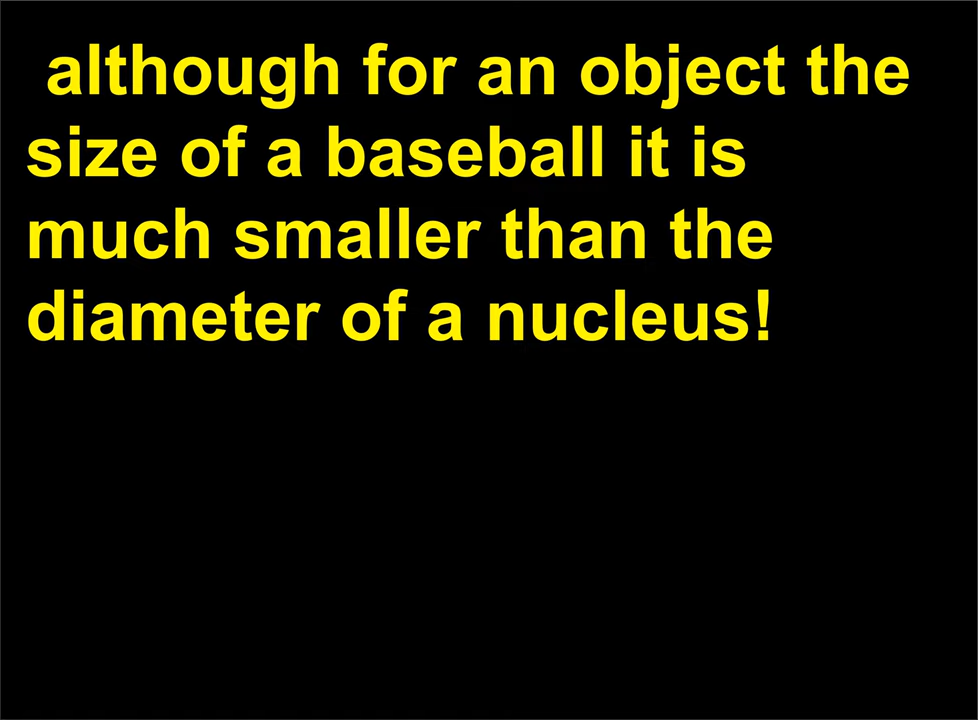 although for an object the
size of a baseball it is
much smaller than the
diameter of a nucleus!